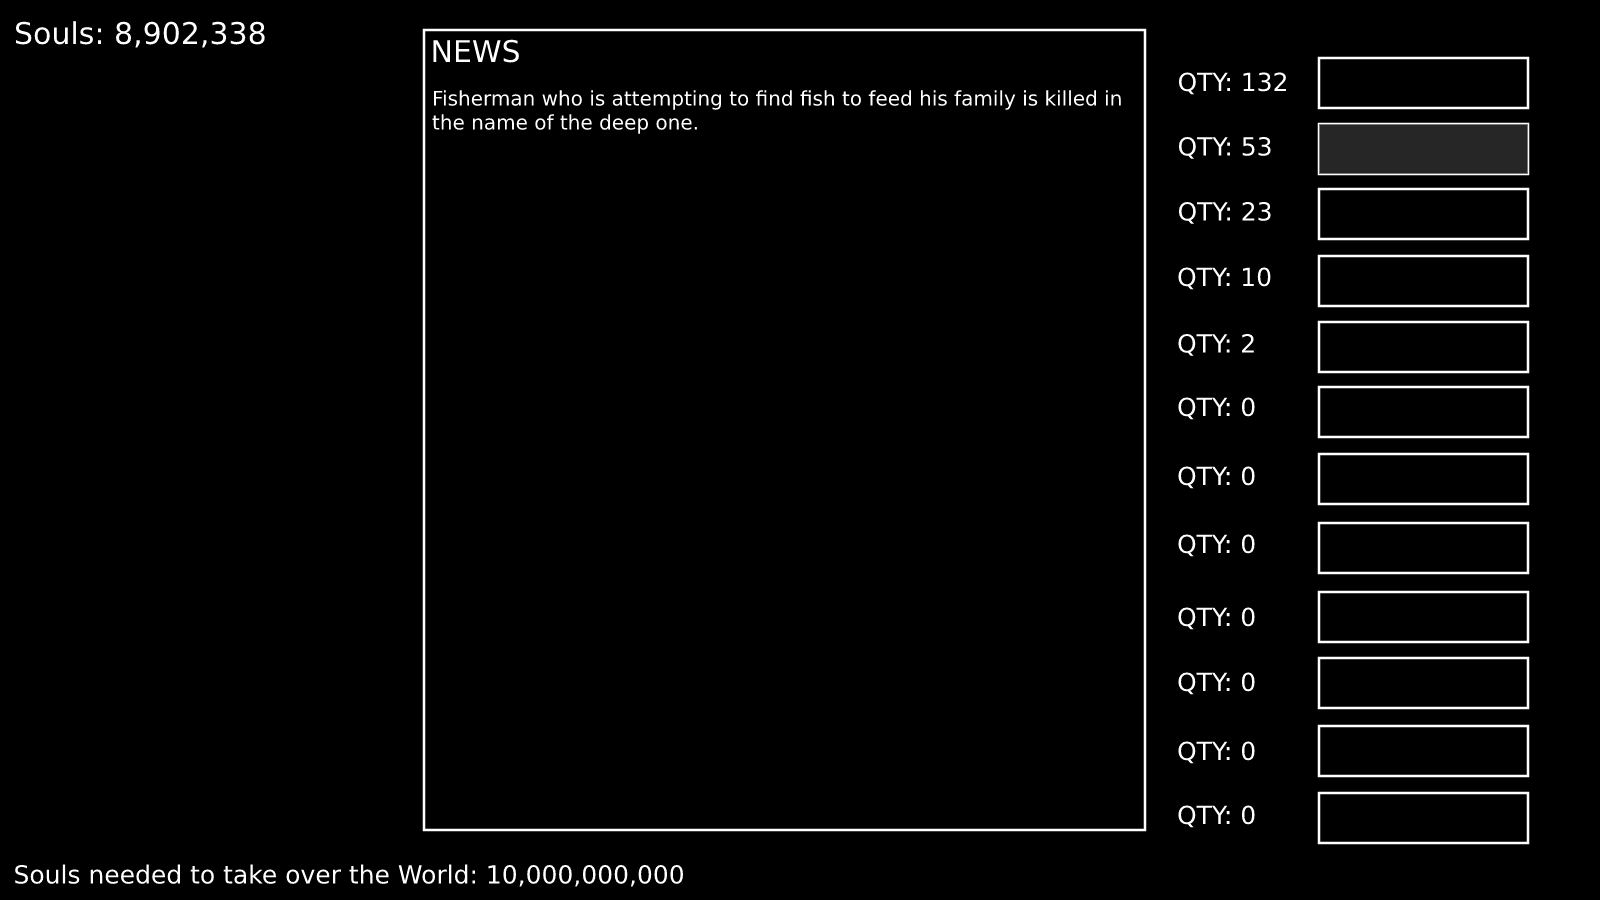 Souls: 8,902,338
NEWS
Fisherman who is attempting to find fish to feed his family is killed in
the name of the deep one.
QTY: 132
QTY: 53
QTY: 23
QTY: 10
QTY: 2
QTY: 0
QTY: 0
QTY: 0
QTY: 0
QTY: 0
QTY: 0
QTY: 0
Souls needed to take over the World: 10,000,000,000